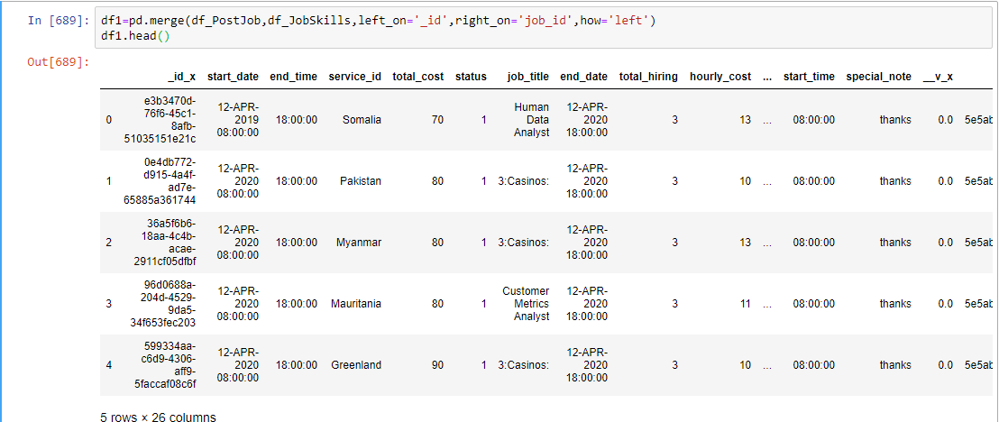 In [689]: df1=pd.merge(df_PostJob,df_JobSkills,left_on='_id',right_on='job_id',how='left')
df1.head()
Out[689]:
_id_x start_date end_time service_id total_cost status job_title end_date total_hiring hourly_cost ... start_time special_note __v_x
0 e3b3470d-76f6-45c1-8afb-51035151e21c 12-APR-2019 08:00:00 18:00:00 Somalia 70 1 Human Data Analyst 12-APR-2020 18:00:00 3 13 ... 08:00:00 thanks 0.0 5e5ab
1 0e4db772-d915-4a4f-ad7e-65885a361744 12-APR-2020 08:00:00 18:00:00 Pakistan 80 1 3:Casinos: 12-APR-2020 18:00:00 3 10 ... 08:00:00 thanks 0.0 5e5ab
2 36a5f6b6-18aa-4c4b-acae-2911cf05dfbf 12-APR-2020 08:00:00 18:00:00 Myanmar 80 1 3:Casinos: 12-APR-2020 18:00:00 3 13 ... 08:00:00 thanks 0.0 5e5ab
3 96d0688a-204d-4529-9da5-34f653fec203 12-APR-2020 08:00:00 18:00:00 Mauritania 80 1 Customer Metrics Analyst 12-APR-2020 18:00:00 3 11 ... 08:00:00 thanks 0.0 5e5ab
4 599334aa-c6d9-4306-aff9-5faccaf08c6f 12-APR-2020 08:00:00 18:00:00 Greenland 90 1 3:Casinos: 12-APR-2020 18:00:00 3 10 ... 08:00:00 thanks 0.0 5e5ab
5 rows × 26 columns